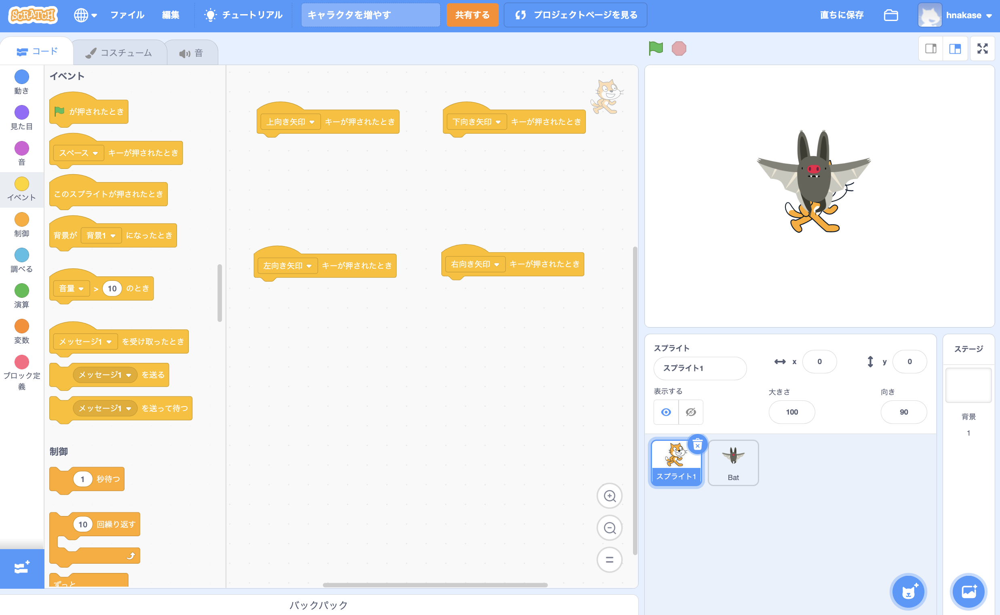 SCRATCH
ファイル
編集
チュートリアル
キャラクタを増やす
共有する
プロジェクトページを見る
直ちに保存
hnakase
コード
コスチューム
音
動き
見た目
音
イベント
制御
調べる
演算
変数
ブロック定
義
イベント
が押されたとき
スペース キーが押されたとき
このスプライトが押されたとき
背景が 背景1 になったとき
音量 > 10 のとき
メッセージ1 を受け取ったとき
メッセージ1 を送る
メッセージ1 を送って待つ
制御
1 秒待つ
10 回繰り返す
ずっと
上向き矢印 キーが押されたとき
下向き矢印 キーが押されたとき
左向き矢印 キーが押されたとき
右向き矢印 キーが押されたとき
バックパック
スプライト
スプライト1
x 0
y 0
表示する
大きさ
100
向き
90
スプライト1
Bat
ステージ
背景
1